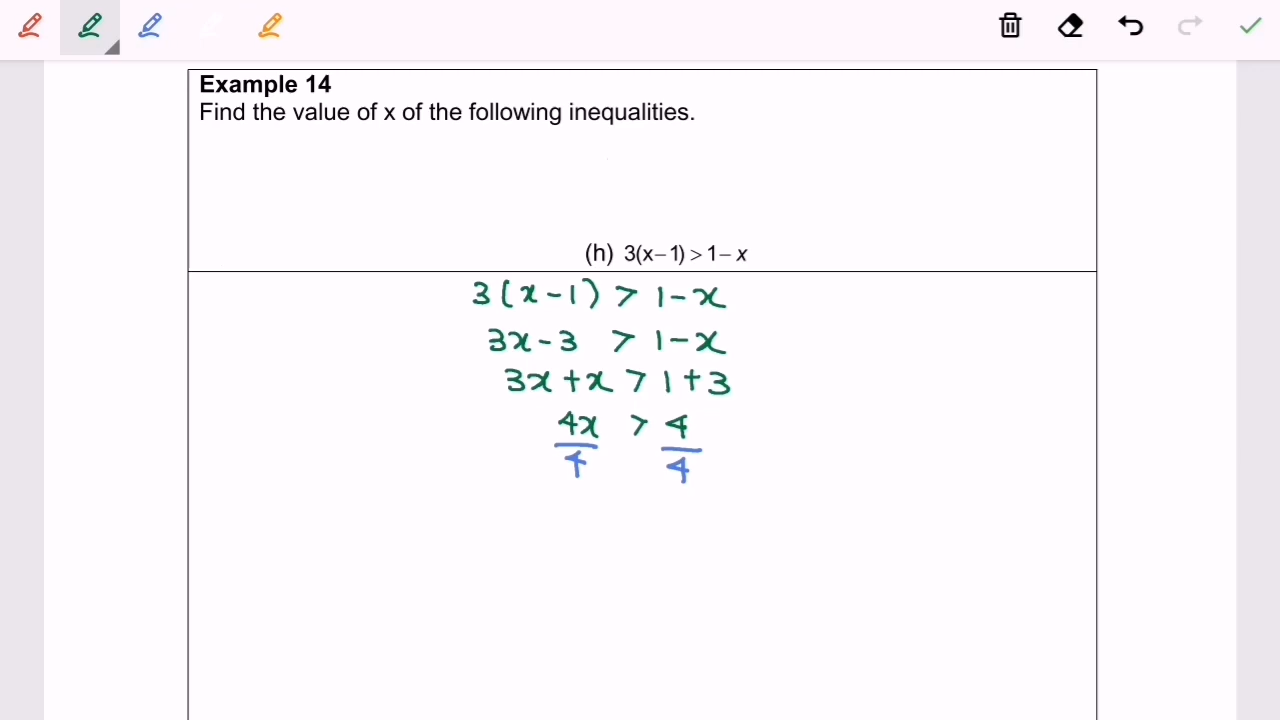 Example 14
Find the value of x of the following inequalities.
(h) 3(x−1) > 1− x
3(x−1) > 1−x
3x−3 > 1−x
3x+x > 1+3
4x > 4
4 4